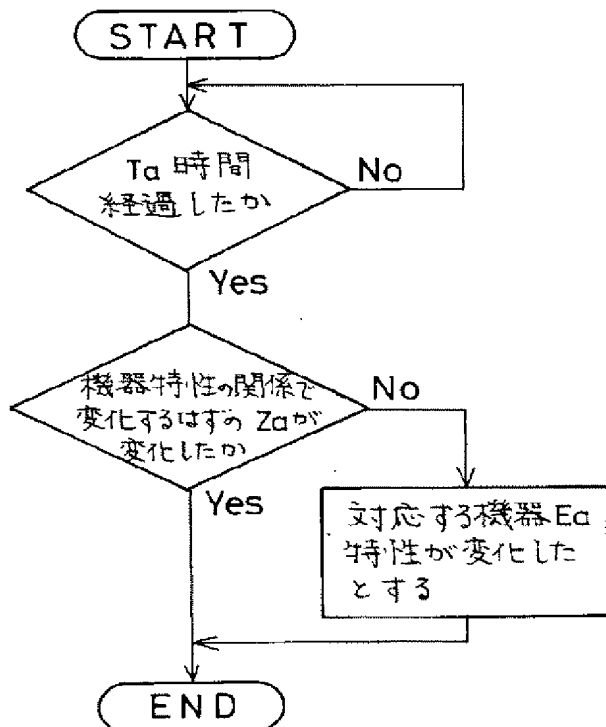 START
Ta 時間
経過したか
No
Yes
機器特性の関係で
変化するはずの Zaが
変化したか
No
Yes
対応する機器Ea
特性が変化した
とする
END